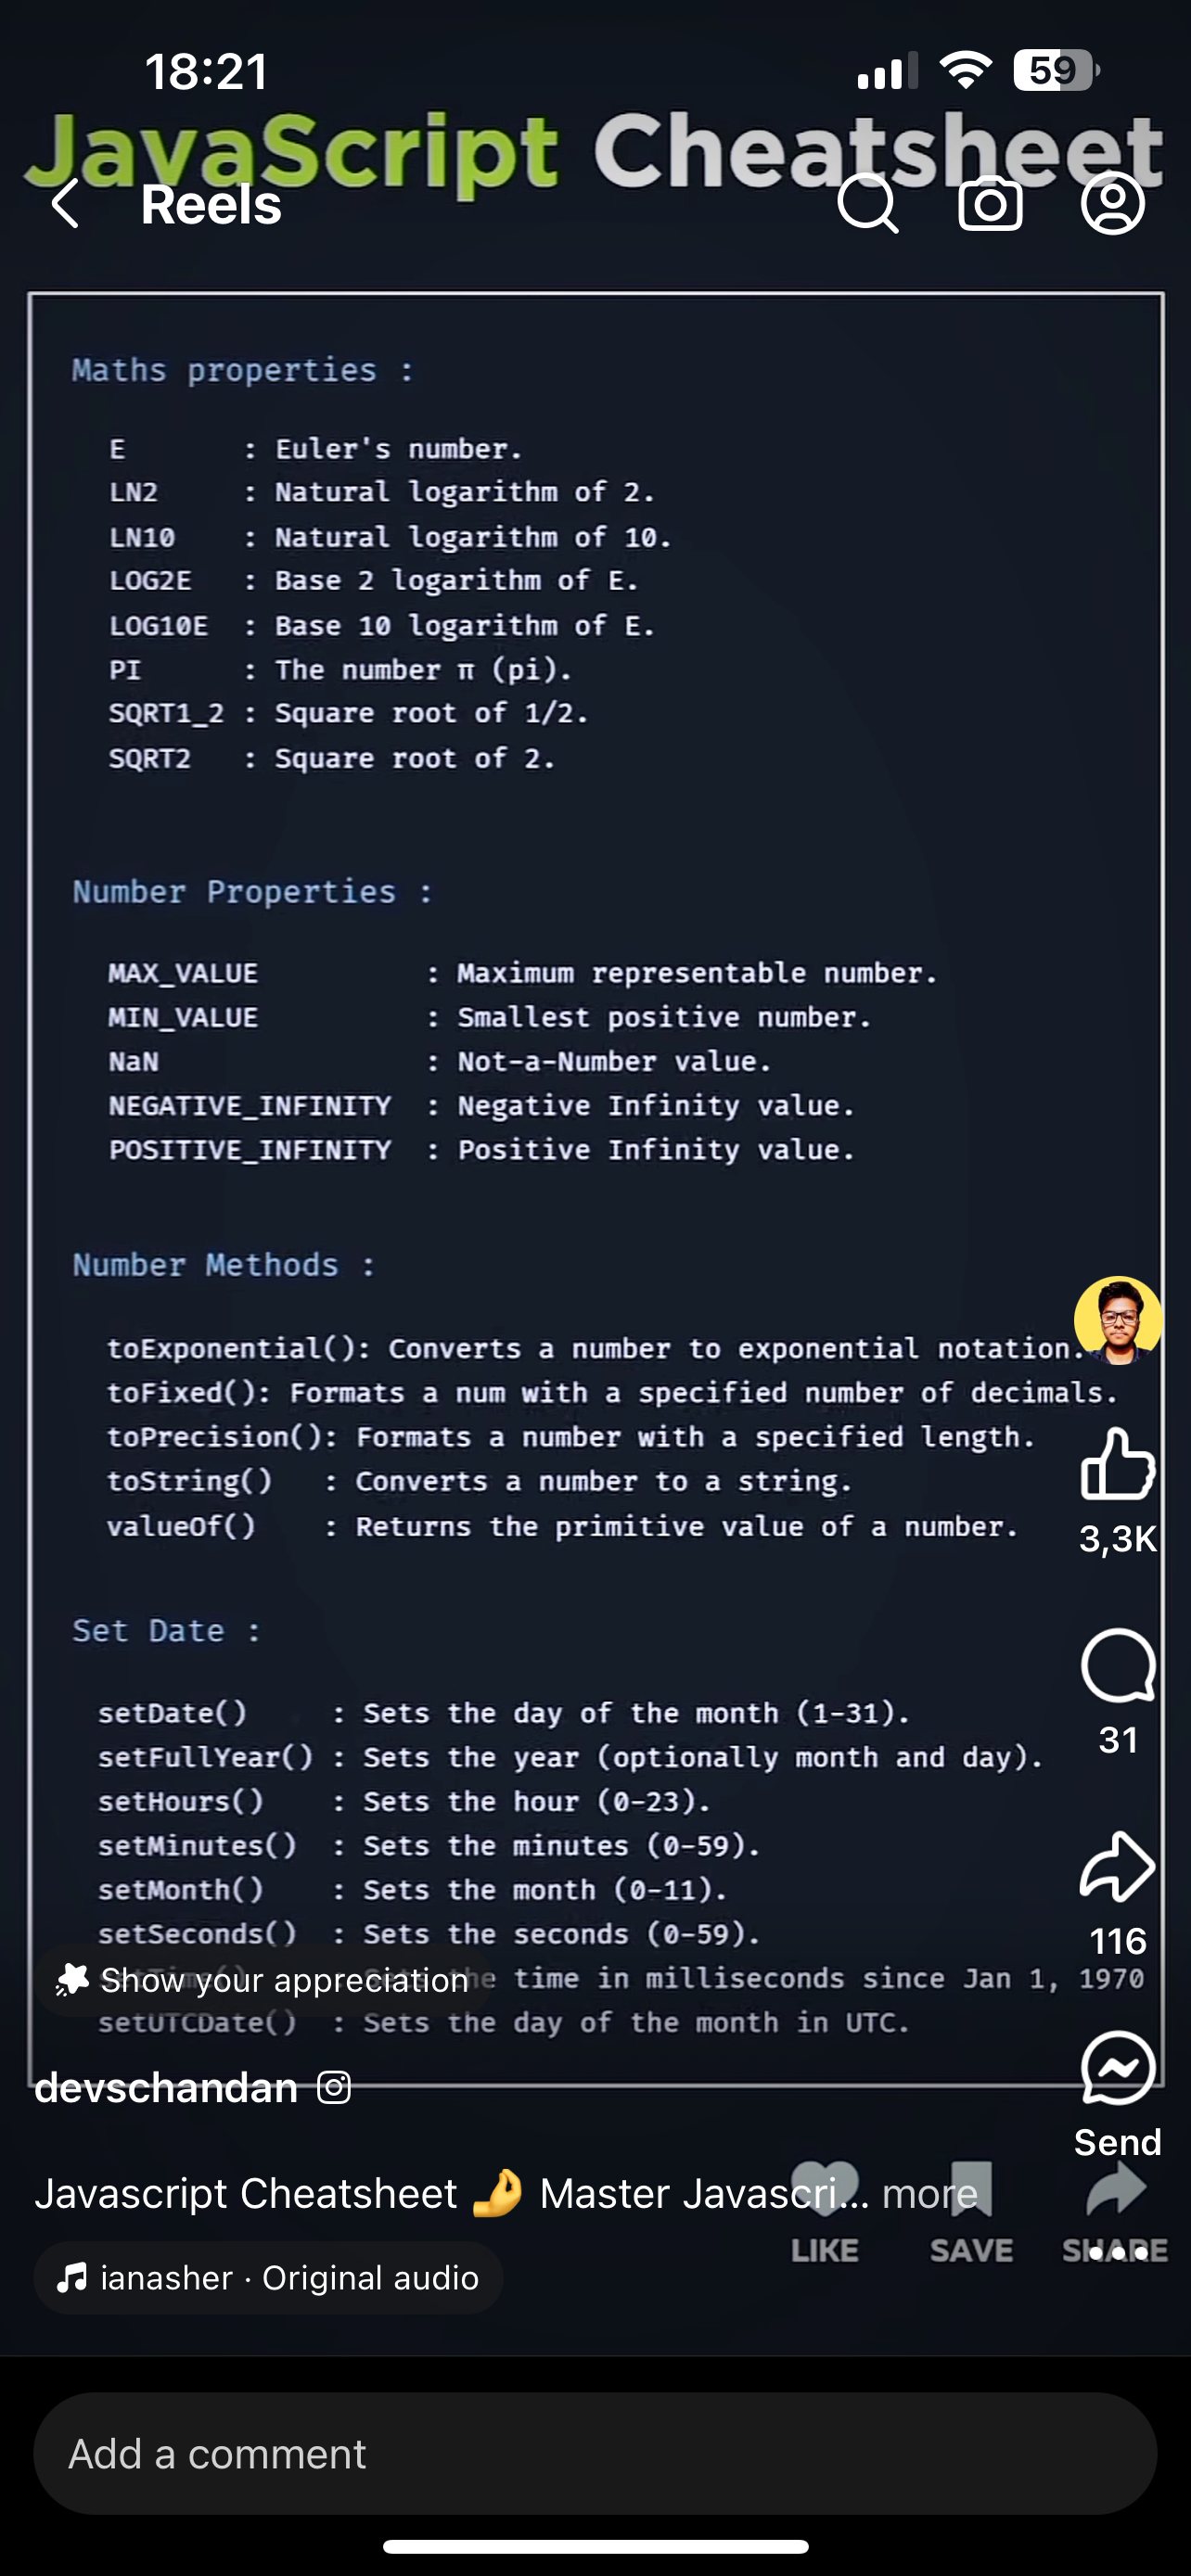 18:21
59
JavaScript Cheatsheet
Reels
Maths properties :
E : Euler's number.
LN2 : Natural logarithm of 2.
LN10 : Natural logarithm of 10.
LOG2E : Base 2 logarithm of E.
LOG10E : Base 10 logarithm of E.
PI : The number π (pi).
SQRT1_2 : Square root of 1/2.
SQRT2 : Square root of 2.
Number Properties :
MAX_VALUE : Maximum representable number.
MIN_VALUE : Smallest positive number.
NaN : Not-a-Number value.
NEGATIVE_INFINITY : Negative Infinity value.
POSITIVE_INFINITY : Positive Infinity value.
Number Methods :
toExponential(): Converts a number to exponential notation.
toFixed(): Formats a num with a specified number of decimals.
toPrecision(): Formats a number with a specified length.
toString() : Converts a number to a string.
valueOf() : Returns the primitive value of a number.
3,3K
Set Date :
setDate() : Sets the day of the month (1-31).
31
setFullYear() : Sets the year (optionally month and day).
setHours() : Sets the hour (0-23).
setMinutes() : Sets the minutes (0-59).
setMonth() : Sets the month (0-11).
setSeconds() : Sets the seconds (0-59).
116
setTime() : Sets the time in milliseconds since Jan 1, 1970
Show your appreciation
setUTCDate() : Sets the day of the month in UTC.
devschandan
Send
Javascript Cheatsheet 🤌 Master Javascri... more
LIKE SAVE SHARE
ianasher · Original audio
Add a comment